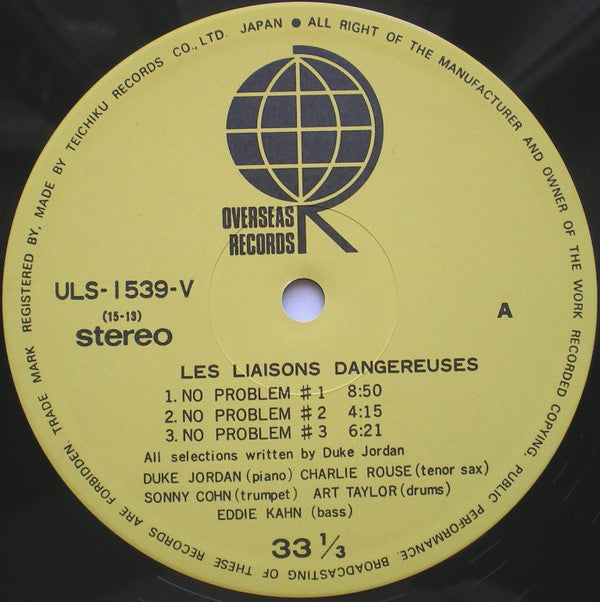 TRADE MARK REGISTERED BY, MADE BY TEICHIKU RECORDS CO., LTD. JAPAN ● ALL RIGHT OF THE MANUFACTURER AND OWNER OF THE WORK RECORDED COPYING, PUBLIC PERFORMANCE. BROADCASTING OF THESE RECORDS ARE FORBIDDEN.
OVERSEAS
RECORDS
ULS-1539-V
(15-13)
stereo
A
LES LIAISONS DANGEREUSES
1. NO PROBLEM #1 8:50
2. NO PROBLEM #2 4:15
3. NO PROBLEM #3 6:21
All selections written by Duke Jordan
DUKE JORDAN (piano) CHARLIE ROUSE (tenor sax)
SONNY COHN (trumpet) ART TAYLOR (drums)
EDDIE KAHN (bass)
33 1/3